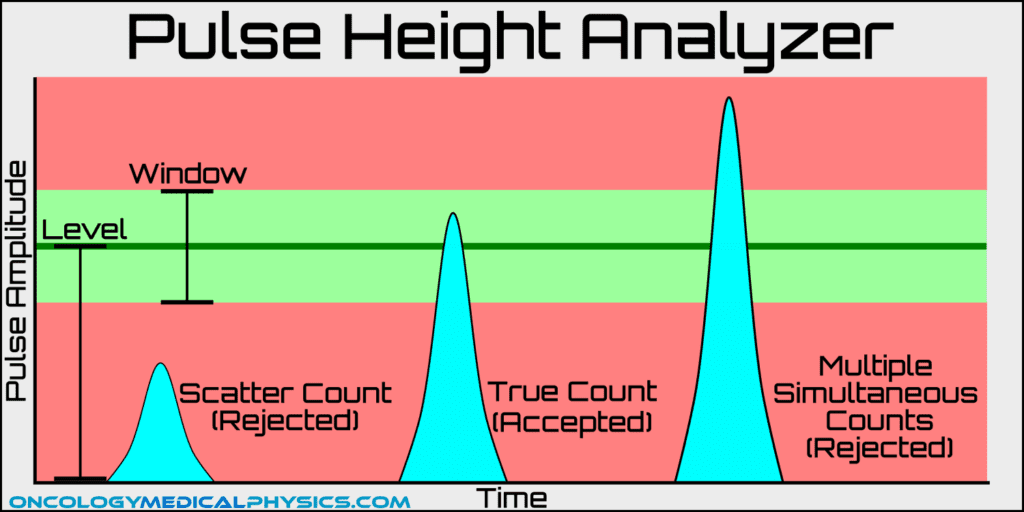 Pulse Height Analyzer
Window
Level
Pulse Amplitude
Scatter Count
(Rejected)
True Count
(Accepted)
Multiple
Simultaneous
Counts
(Rejected)
Time
ONCOLOGYMEDICALPHYSICS.COM